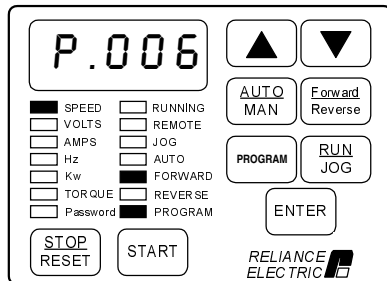 P.006
AUTO
MAN
Forward
Reverse
SPEED
RUNNING
VOLTS
REMOTE
AMPS
JOG
Hz
AUTO
Kw
FORWARD
TORQUE
REVERSE
Password
PROGRAM
PROGRAM
RUN
JOG
ENTER
STOP
RESET
START
RELIANCE
ELECTRIC